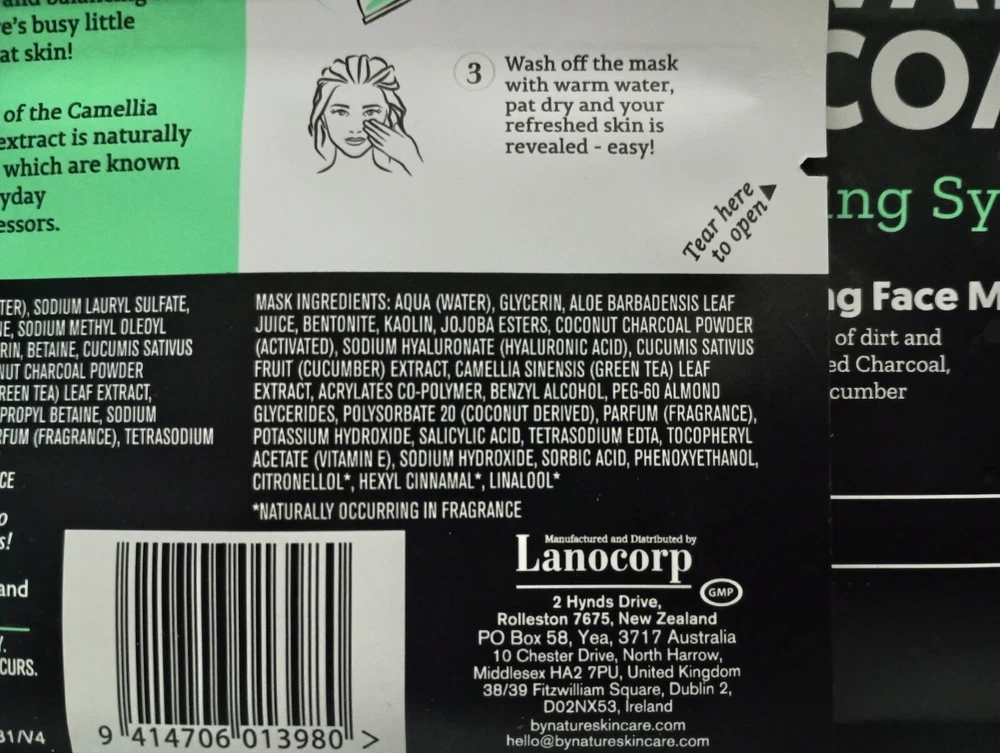 e's busy little
at skin!
of the Camellia
extract is naturally
which are known
yday
essors.
3
Wash off the mask
with warm water,
pat dry and your
refreshed skin is
revealed - easy!
Tear here
to open
TER), SODIUM LAURYL SULFATE,
NE, SODIUM METHYL OLEOYL
RIN, BETAINE, CUCUMIS SATIVUS
NUT CHARCOAL POWDER
REEN TEA) LEAF EXTRACT,
PROPYL BETAINE, SODIUM
FUM (FRAGRANCE), TETRASODIUM
CE
s!
and
CURS.
31/V4
MASK INGREDIENTS: AQUA (WATER), GLYCERIN, ALOE BARBADENSIS LEAF
JUICE, BENTONITE, KAOLIN, JOJOBA ESTERS, COCONUT CHARCOAL POWDER
(ACTIVATED), SODIUM HYALURONATE (HYALURONIC ACID), CUCUMIS SATIVUS
FRUIT (CUCUMBER) EXTRACT, CAMELLIA SINENSIS (GREEN TEA) LEAF
EXTRACT, ACRYLATES CO-POLYMER, BENZYL ALCOHOL, PEG-60 ALMOND
GLYCERIDES, POLYSORBATE 20 (COCONUT DERIVED), PARFUM (FRAGRANCE),
POTASSIUM HYDROXIDE, SALICYLIC ACID, TETRASODIUM EDTA, TOCOPHERYL
ACETATE (VITAMIN E), SODIUM HYDROXIDE, SORBIC ACID, PHENOXYETHANOL,
CITRONELLOL*, HEXYL CINNAMAL*, LINALOOL*
*NATURALLY OCCURRING IN FRAGRANCE
9 414706 013980 >
Manufactured and Distributed by
Lanocorp
GMP
2 Hynds Drive,
Rolleston 7675, New Zealand
PO Box 58, Yea, 3717 Australia
10 Chester Drive, North Harrow,
Middlesex HA2 7PU, United Kingdom
38/39 Fitzwilliam Square, Dublin 2,
D02NX53, Ireland
bynatureskincare.com
hello@bynatureskincare.com
CO
ing Sy
ng Face M
of dirt and
ed Charcoal,
cumber